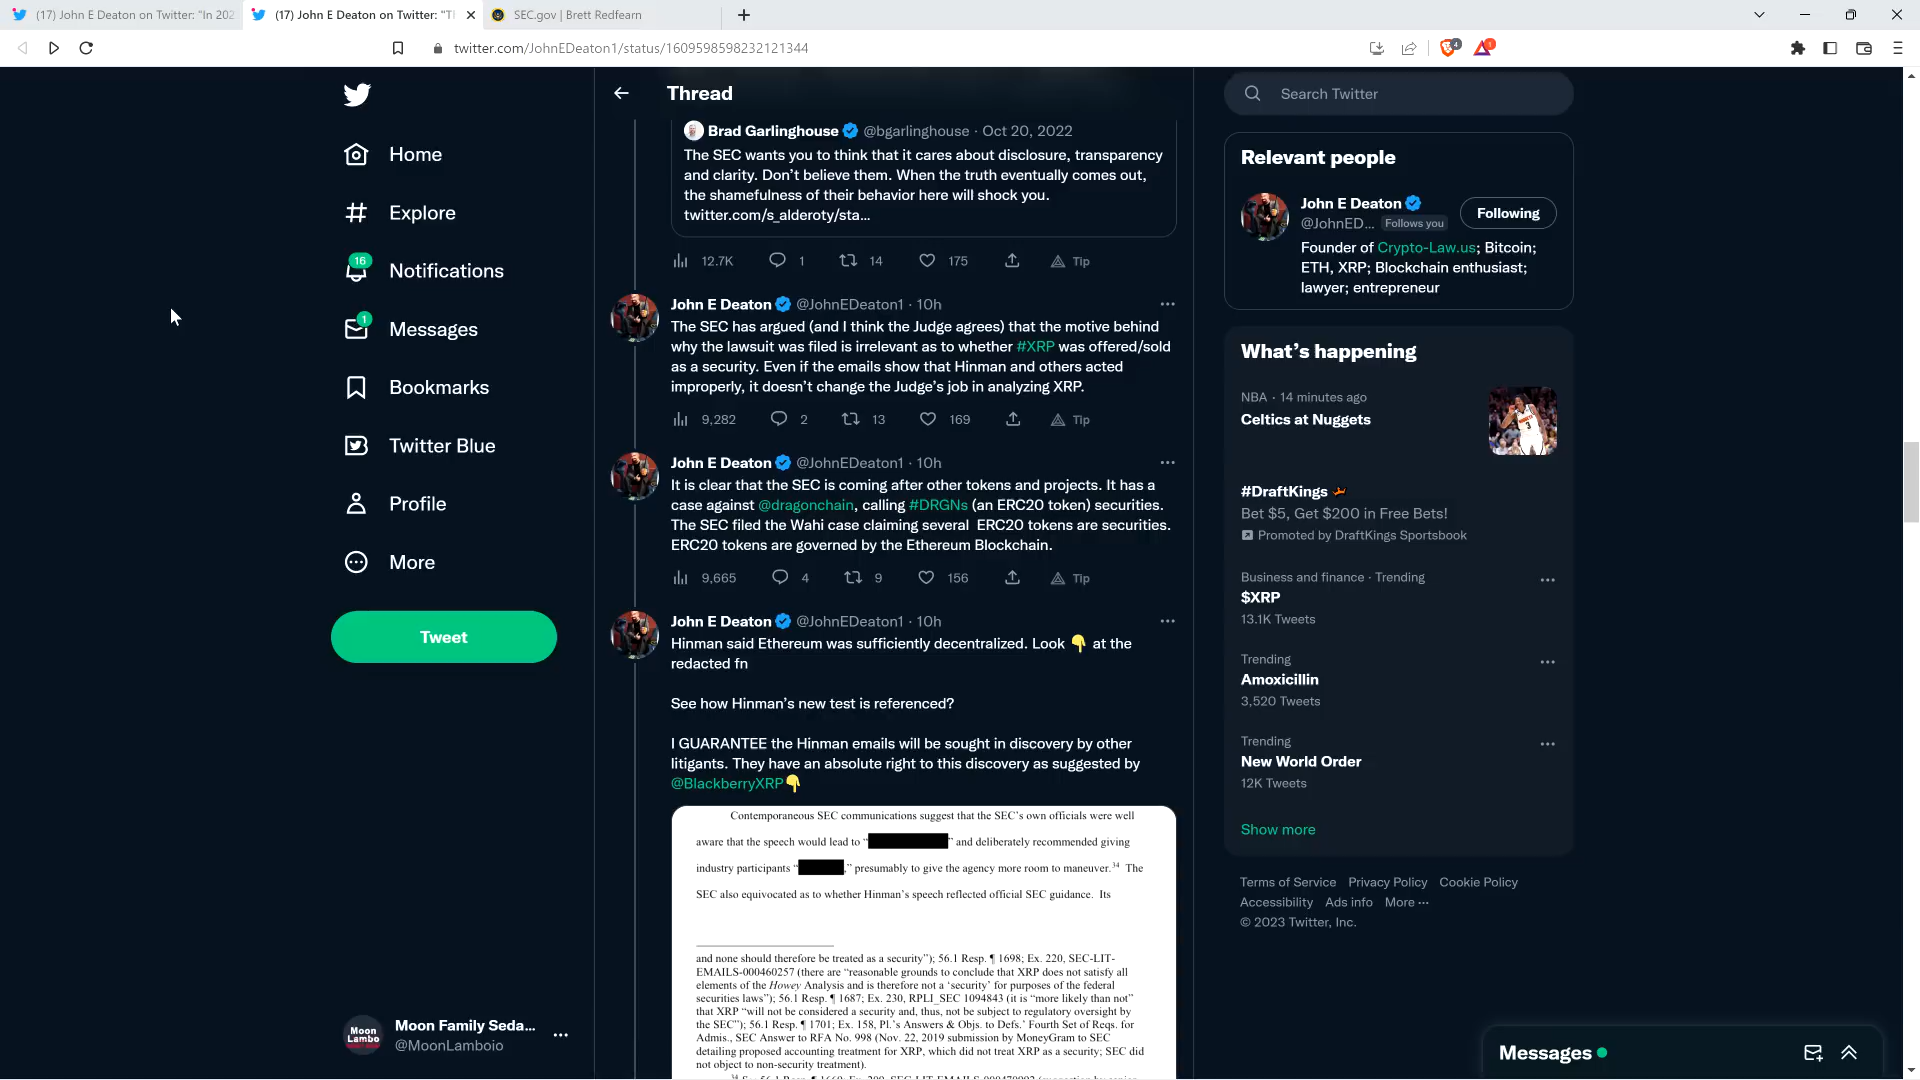 (17) John E Deaton on Twitter: "In 202
(17) John E Deaton on Twitter: "Th
SEC.gov | Brett Redfearn
twitter.com/JohnEDeaton1/status/1609598598232121344
4
1
Home
Explore
16
Notifications
1
Messages
Bookmarks
Twitter Blue
Profile
More
Tweet
Moon Lambo
Moon Family Seda...
@MoonLamboio
Thread
Brad Garlinghouse @bgarlinghouse · Oct 20, 2022
The SEC wants you to think that it cares about disclosure, transparency
and clarity. Don't believe them. When the truth eventually comes out,
the shamefulness of their behavior here will shock you.
twitter.com/s_alderoty/sta...
12.7K 1 14 175 Tip
John E Deaton @JohnEDeaton1 · 10h
The SEC has argued (and I think the Judge agrees) that the motive behind
why the lawsuit was filed is irrelevant as to whether #XRP was offered/sold
as a security. Even if the emails show that Hinman and others acted
improperly, it doesn't change the Judge's job in analyzing XRP.
9,282 2 13 169 Tip
John E Deaton @JohnEDeaton1 · 10h
It is clear that the SEC is coming after other tokens and projects. It has a
case against @dragonchain, calling #DRGNs (an ERC20 token) securities.
The SEC filed the Wahi case claiming several ERC20 tokens are securities.
ERC20 tokens are governed by the Ethereum Blockchain.
9,665 4 9 156 Tip
John E Deaton @JohnEDeaton1 · 10h
Hinman said Ethereum was sufficiently decentralized. Look 👇 at the
redacted fn
See how Hinman's new test is referenced?
I GUARANTEE the Hinman emails will be sought in discovery by other
litigants. They have an absolute right to this discovery as suggested by
@BlackberryXRP👇
Contemporaneous SEC communications suggest that the SEC's own officials were well
aware that the speech would lead to " " and deliberately recommended giving
industry participants " ," presumably to give the agency more room to maneuver.34 The
SEC also equivocated as to whether Hinman's speech reflected official SEC guidance. Its
and none should therefore be treated as a security"); 56.1 Resp. ¶ 1698; Ex. 220, SEC-LIT-
EMAILS-000460257 (there are "reasonable grounds to conclude that XRP does not satisfy all
elements of the Howey Analysis and is therefore not a 'security' for purposes of the federal
securities laws"); 56.1 Resp. ¶ 1687; Ex. 230, RPLI_SEC 1094843 (it is "more likely than not"
that XRP "will not be considered a security and, thus, not be subject to regulatory oversight by
the SEC"); 56.1 Resp. ¶ 1701; Ex. 158, Pl.'s Answers & Objs. to Defs.' Fourth Set of Reqs. for
Admis., SEC Answer to RFA No. 998 (Nov. 22, 2019 submission by MoneyGram to SEC
detailing proposed accounting treatment for XRP, which did not treat XRP as a security; SEC did
not object to non-security treatment).
Search Twitter
Relevant people
John E Deaton
@JohnED... Follows you
Following
Founder of Crypto-Law.us; Bitcoin;
ETH, XRP; Blockchain enthusiast;
lawyer; entrepreneur
What's happening
NBA · 14 minutes ago
Celtics at Nuggets
#DraftKings
Bet $5, Get $200 in Free Bets!
Promoted by DraftKings Sportsbook
Business and finance · Trending
$XRP
13.1K Tweets
Trending
Amoxicillin
3,520 Tweets
Trending
New World Order
12K Tweets
Show more
Terms of Service Privacy Policy Cookie Policy
Accessibility Ads info More ···
© 2023 Twitter, Inc.
Messages